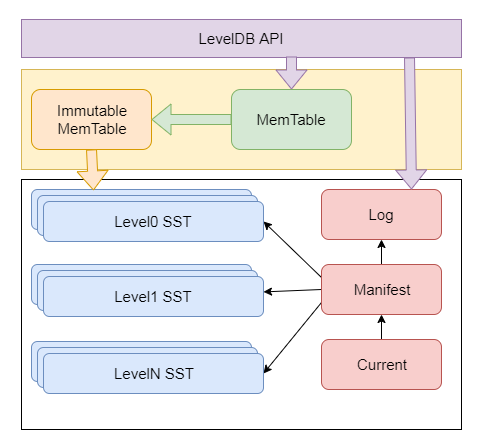 LevelDB API
Immutable
MemTable
MemTable
Level0 SST
Log
Level1 SST
Manifest
LevelN SST
Current